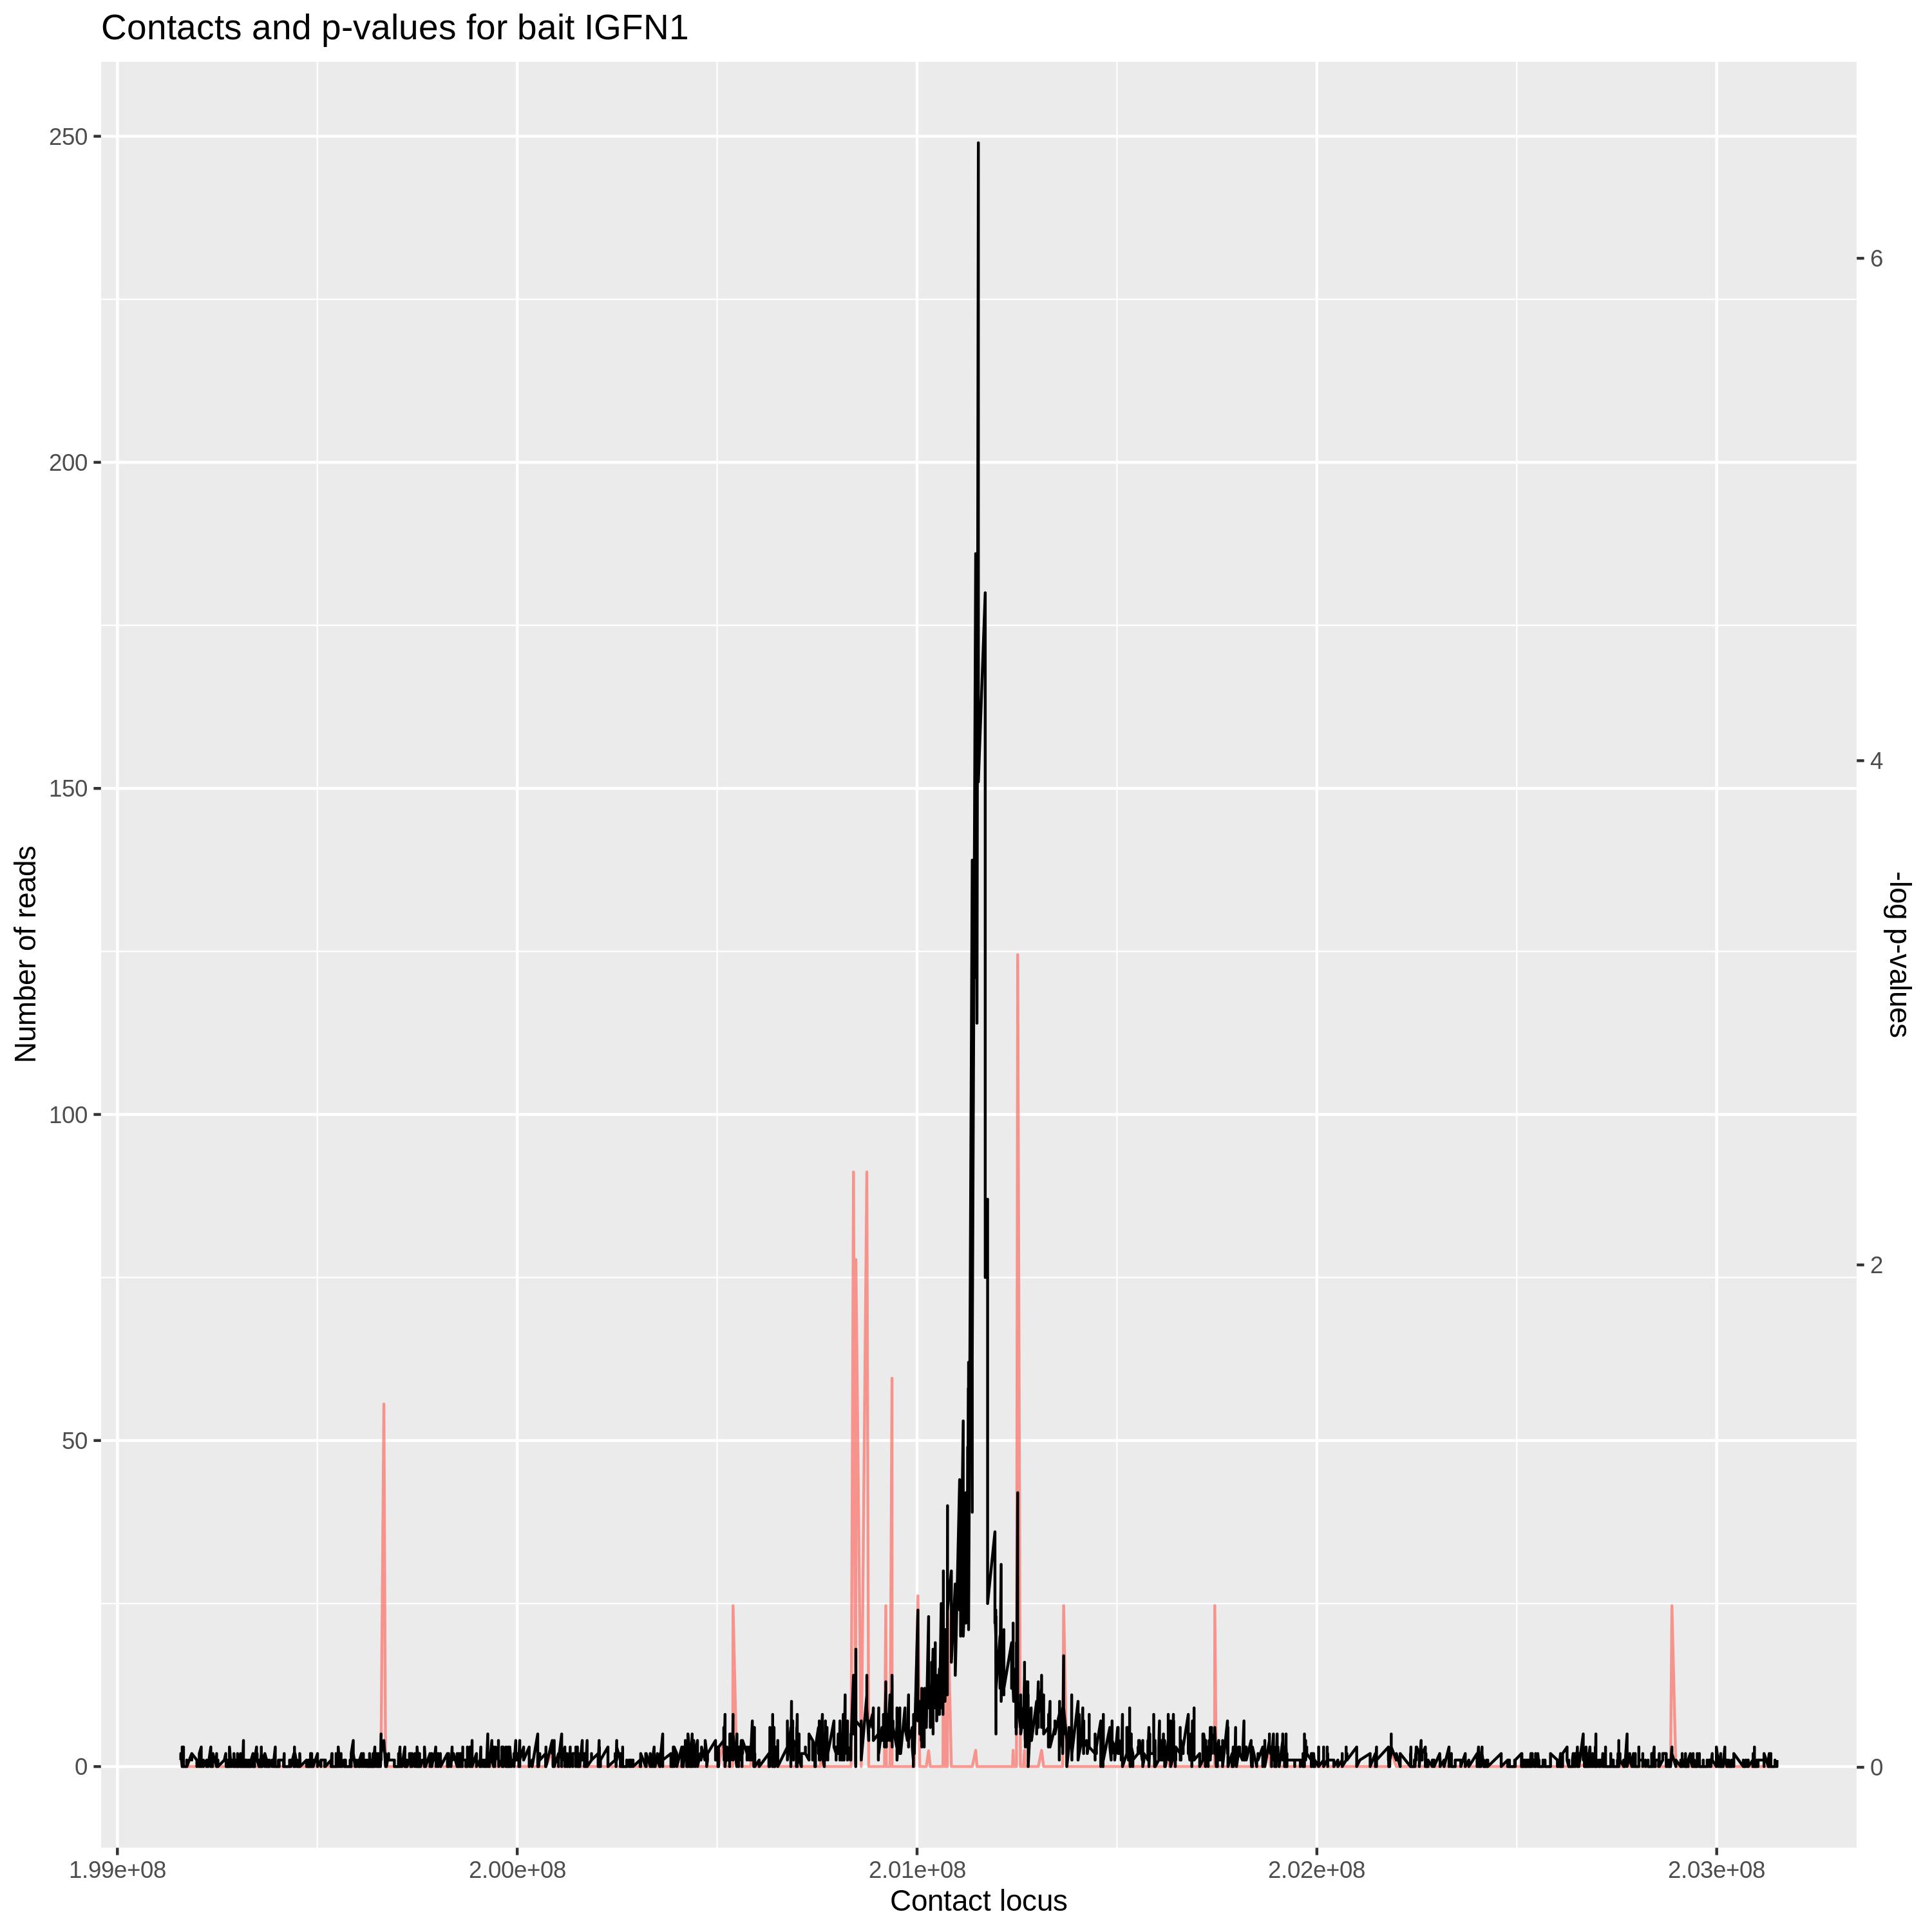 Contacts and p-values for bait IGFN1
250
200
150
100
50
0
Number of reads
6
4
2
0
-log p-values
1.99e+08
2.00e+08
2.01e+08
2.02e+08
2.03e+08
Contact locus